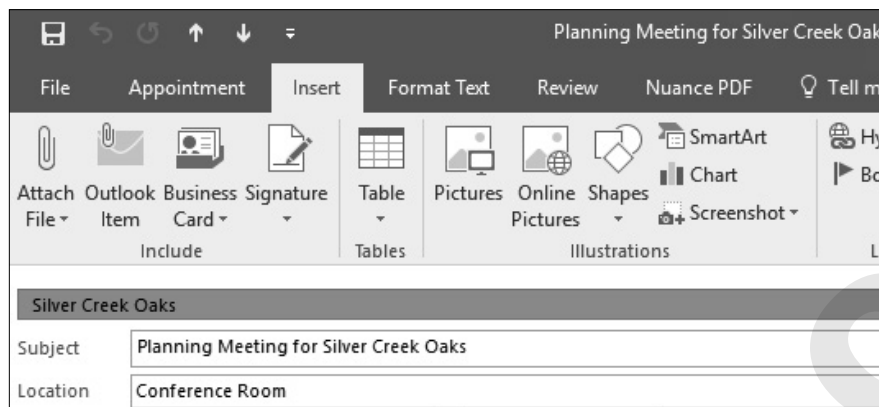 Planning Meeting for Silver Creek Oak
File Appointment Insert Format Text Review Nuance PDF Tell m
Attach File Outlook Item Business Card Signature Table Pictures Online Pictures Shapes SmartArt Hy
Chart Bo
Screenshot
Include Tables Illustrations L
Silver Creek Oaks
Subject Planning Meeting for Silver Creek Oaks
Location Conference Room